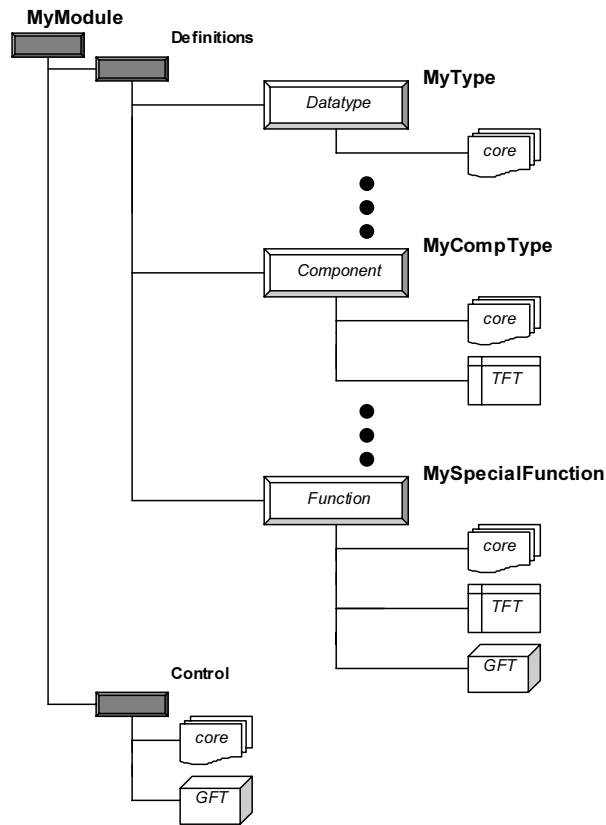 MyModule
Definitions
MyType
Datatype
core
MyCompType
Component
core
TFT
MySpecialFunction
Function
core
TFT
GFT
Control
core
GFT